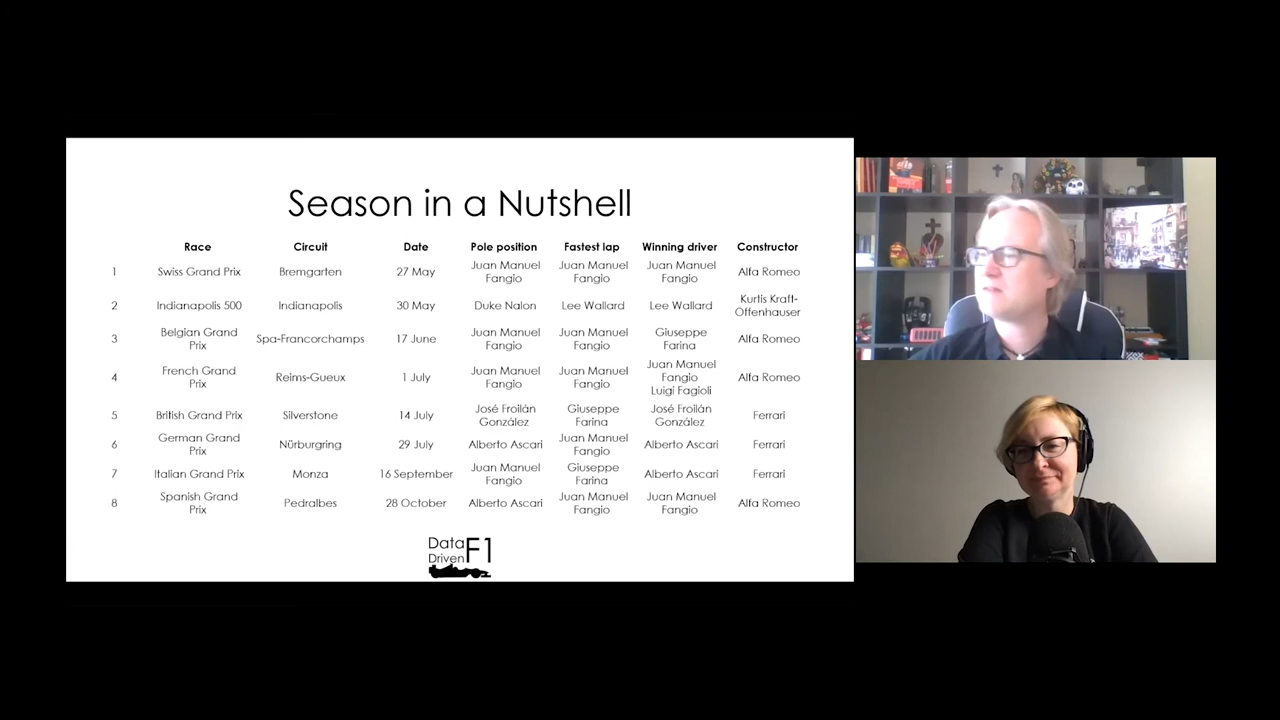 Season in a Nutshell
Race Circuit Date Pole position Fastest lap Winning driver Constructor
1 Swiss Grand Prix Bremgarten 27 May Juan Manuel Fangio Juan Manuel Fangio Juan Manuel Fangio Alfa Romeo
2 Indianapolis 500 Indianapolis 30 May Duke Nalon Lee Wallard Lee Wallard Kurtis Kraft-Offenhauser
3 Belgian Grand Prix Spa-Francorchamps 17 June Juan Manuel Fangio Juan Manuel Fangio Giuseppe Farina Alfa Romeo
4 French Grand Prix Reims-Gueux 1 July Juan Manuel Fangio Juan Manuel Fangio Juan Manuel Fangio Luigi Fagioli Alfa Romeo
5 British Grand Prix Silverstone 14 July José Froilán González Giuseppe Farina José Froilán González Ferrari
6 German Grand Prix Nürburgring 29 July Alberto Ascari Juan Manuel Fangio Alberto Ascari Ferrari
7 Italian Grand Prix Monza 16 September Juan Manuel Fangio Giuseppe Farina Alberto Ascari Ferrari
8 Spanish Grand Prix Pedralbes 28 October Alberto Ascari Juan Manuel Fangio Juan Manuel Fangio Alfa Romeo
Data Driven F1